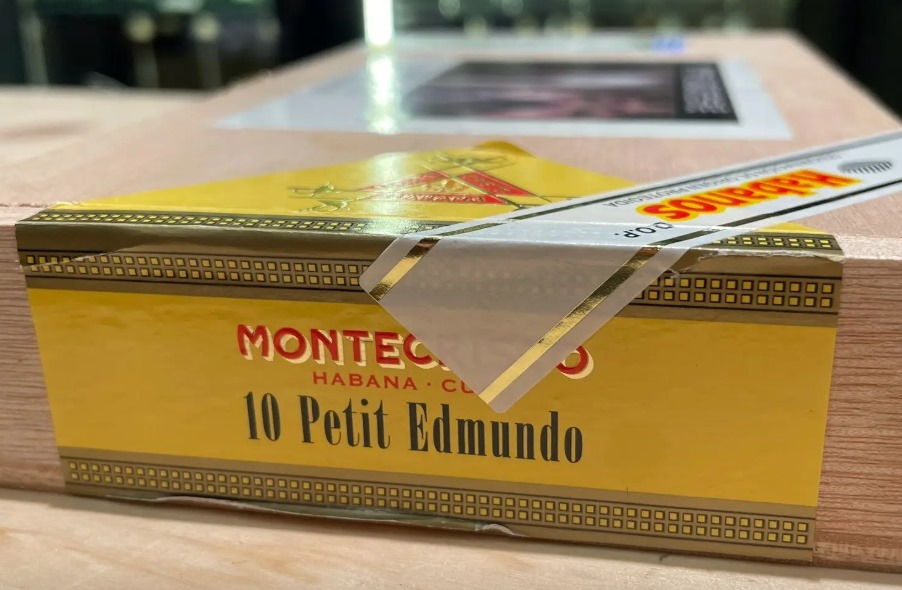 Habanos
D.O.P.
MONTEC
O
HABANA · CU
10 Petit Edmundo